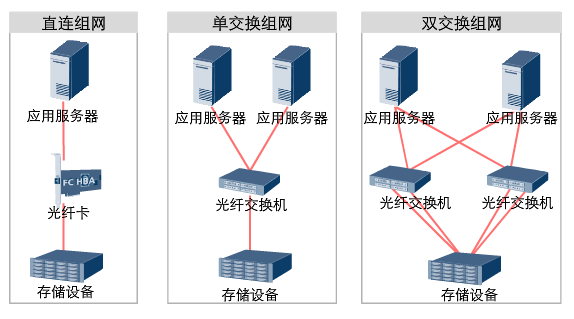 直连组网
单交换组网
双交换组网
应用服务器
应用服务器
应用服务器
应用服务器
应用服务器
FC HBA
光纤卡
光纤交换机
光纤交换机
光纤交换机
存储设备
存储设备
存储设备